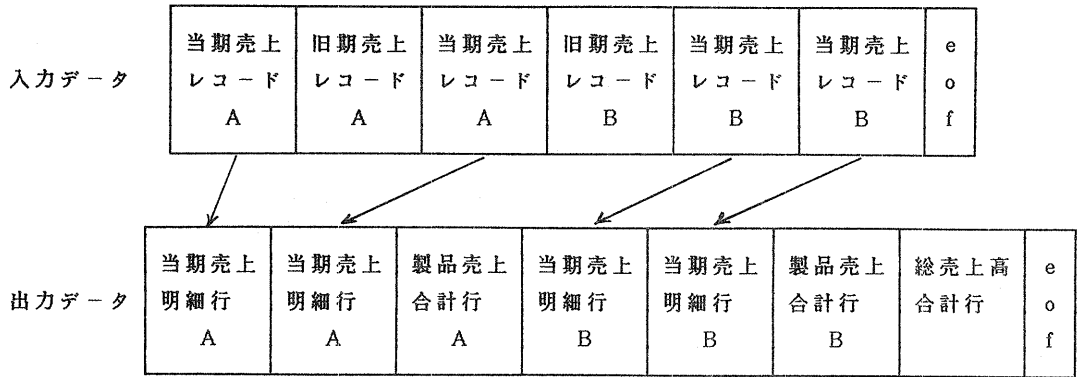 入力データ
当期売上 旧期売上 当期売上 旧期売上 当期売上 当期売上 e
レコード レコード レコード レコード レコード レコード o
A A A B B B f
出力データ
当期売上 当期売上 製品売上 当期売上 当期売上 製品売上 総売上高 e
明細行 明細行 合計行 明細行 明細行 合計行 合計行 o
A A A B B B f